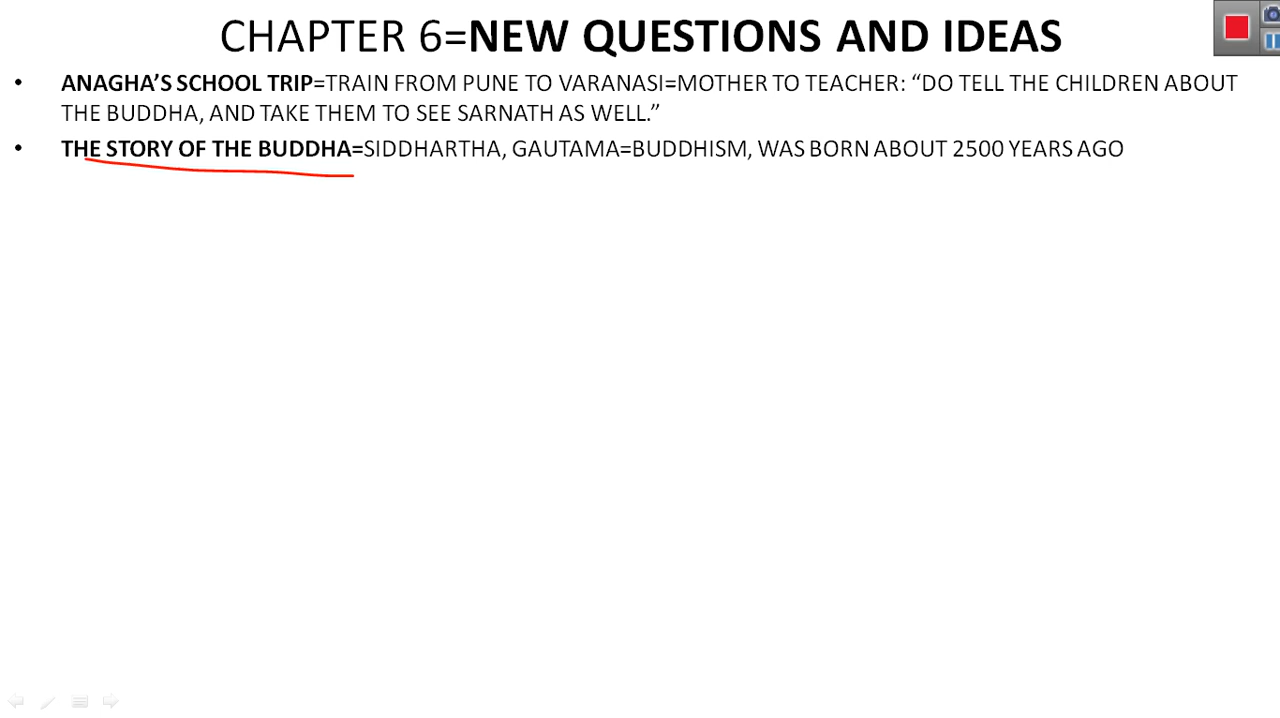 CHAPTER 6=NEW QUESTIONS AND IDEAS
• ANAGHA'S SCHOOL TRIP=TRAIN FROM PUNE TO VARANASI=MOTHER TO TEACHER: “DO TELL THE CHILDREN ABOUT
THE BUDDHA, AND TAKE THEM TO SEE SARNATH AS WELL.”
• THE STORY OF THE BUDDHA=SIDDHARTHA, GAUTAMA=BUDDHISM, WAS BORN ABOUT 2500 YEARS AGO